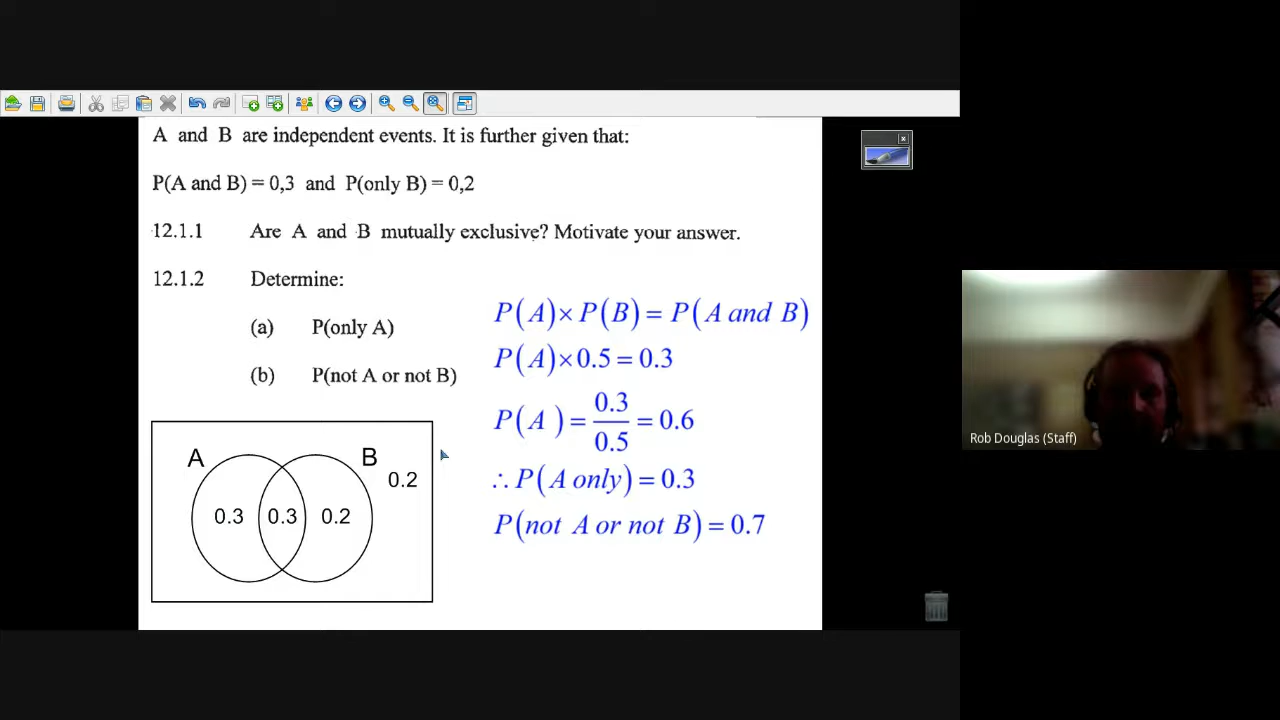 A and B are independent events. It is further given that:
P(A and B) = 0,3 and P(only B) = 0,2
12.1.1 Are A and B mutually exclusive? Motivate your answer.
12.1.2 Determine:
(a) P(only A)
(b) P(not A or not B)
P(A)×P(B) = P(A and B)
P(A)×0.5 = 0.3
P(A ) = 0.3/0.5 = 0.6
∴ P(A only) = 0.3
P(not A or not B) = 0.7
A B
0.2
0.3 0.3 0.2
Rob Douglas (Staff)